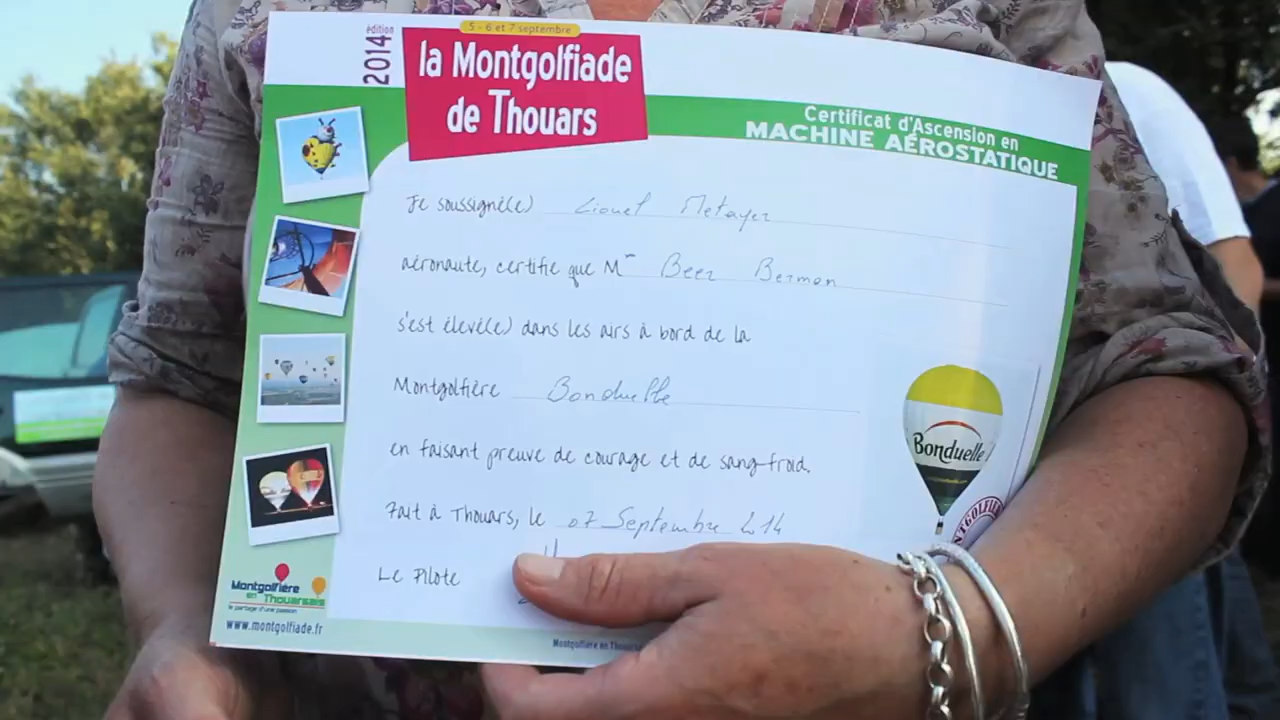 édition 2014
5 - 6 et 7 septembre
la Montgolfiade
de Thouars
Certificat d'Ascension en
MACHINE AÉROSTATIQUE
Je soussigné(e) Lionel Metayer
aéronaute, certifie que Mme Beer Bermon
s'est élevé(e) dans les airs à bord de la
Montgolfière Bonduelle
en faisant preuve de courage et de sang-froid.
Bonduelle
Fait à Thouars, le 07 Septembre 2014
Le Pilote
Montgolfière
en Thouarsais
le partage d'une passion
www.montgolfiade.fr
Montgolfière en